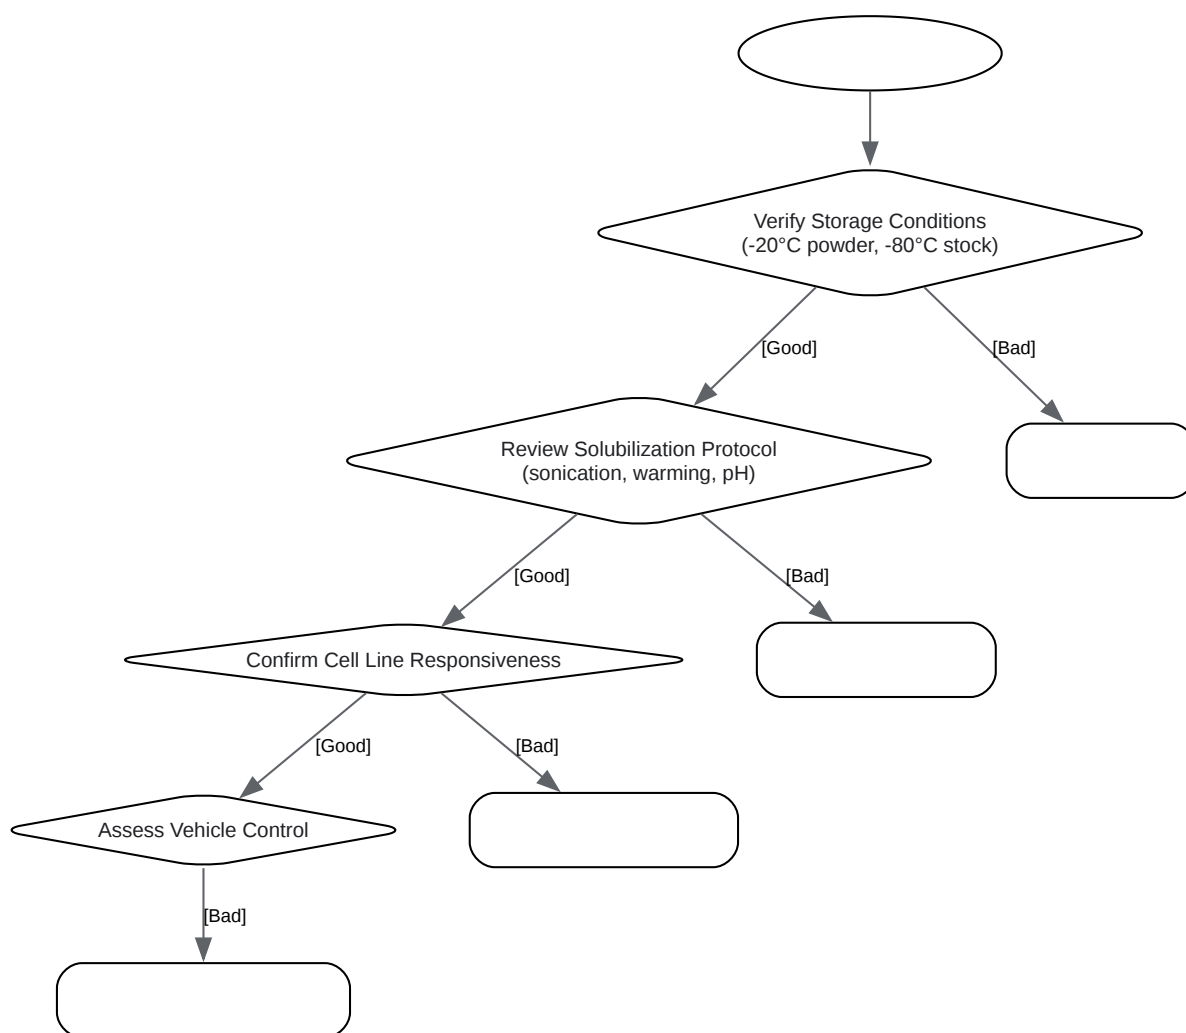 Verify Storage Conditions
(-20°C powder, -80°C stock)
[Good]
[Bad]
Review Solubilization Protocol
(sonication, warming, pH)
[Good]
[Bad]
Confirm Cell Line Responsiveness
[Good]
[Bad]
Assess Vehicle Control
[Bad]